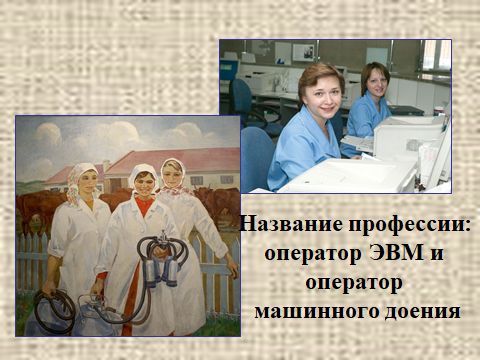 Название профессии:
оператор ЭВМ и
оператор
машинного доения